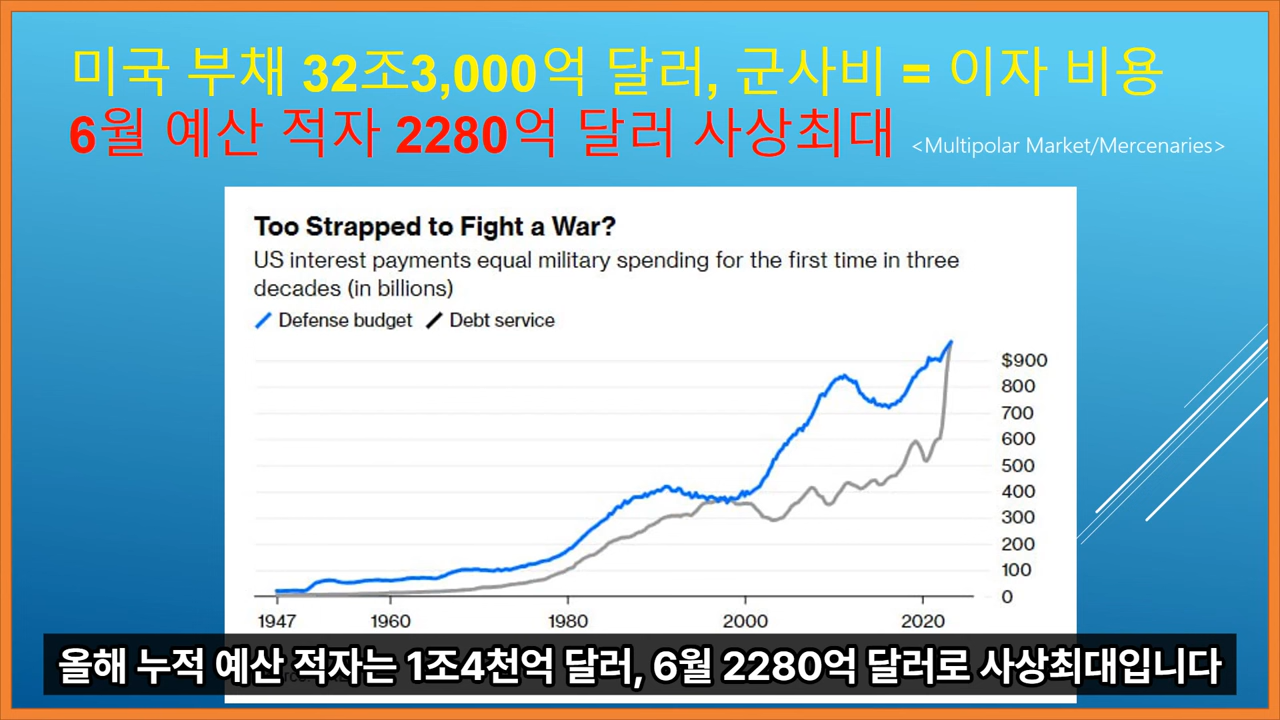 미국 부채 32조3,000억 달러, 군사비 = 이자 비용
6월 예산 적자 2280억 달러 사상최대 <Multipolar Market/Mercenaries>
Too Strapped to Fight a War?
US interest payments equal military spending for the first time in three
decades (in billions)
Defense budget Debt service
$900
800
700
600
500
400
300
200
100
0
1947 1960 1980 2000 2020
올해 누적 예산 적자는 1조4천억 달러, 6월 2280억 달러로 사상최대입니다